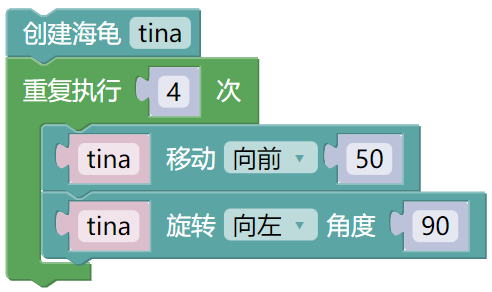 创建海龟 tina
重复执行 4 次
tina 移动 向前 50
tina 旋转 向左 角度 90